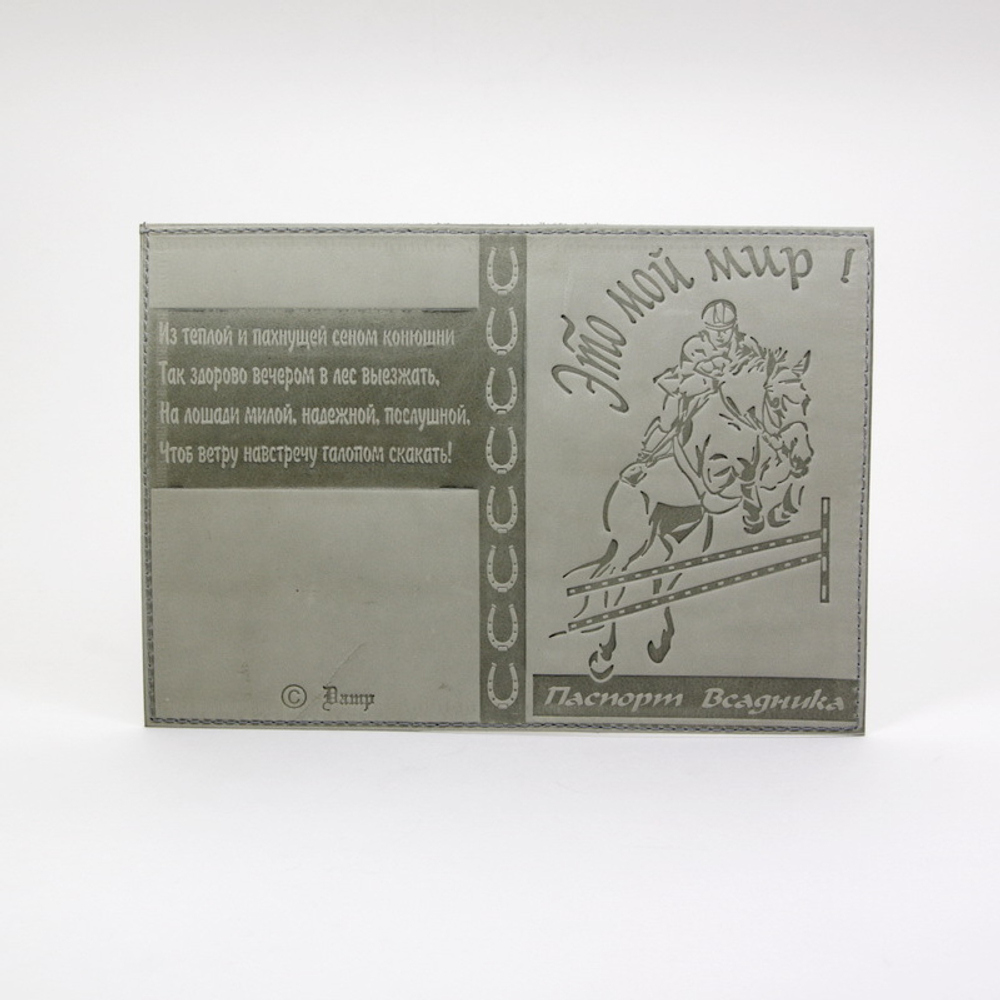 Из теплой и пахнущей сеном конюшни
Так здорово вечером в лес выезжать,
На лошади милой, надежной, послушной,
Чтоб ветру навстречу галопом скакать!
© Ватр
Это мой мир !
Паспорт Всадника